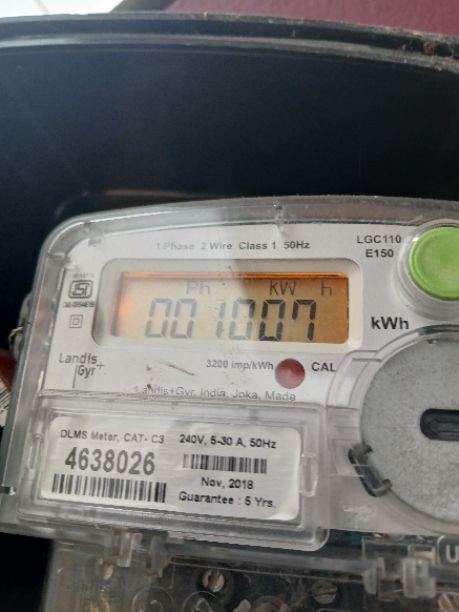 1 Phase 2 Wire Class 1 50Hz
LGC110
E150
Ph kW h
001007
kWh
Landis+
Gyr
3200 imp/kWh
CAL
Landis+Gyr, India, Joka, Made
DLMS Meter, CAT- C3
240V, 5-30 A, 50Hz
4638026
Nov, 2018
Guarantee : 5 Yrs.